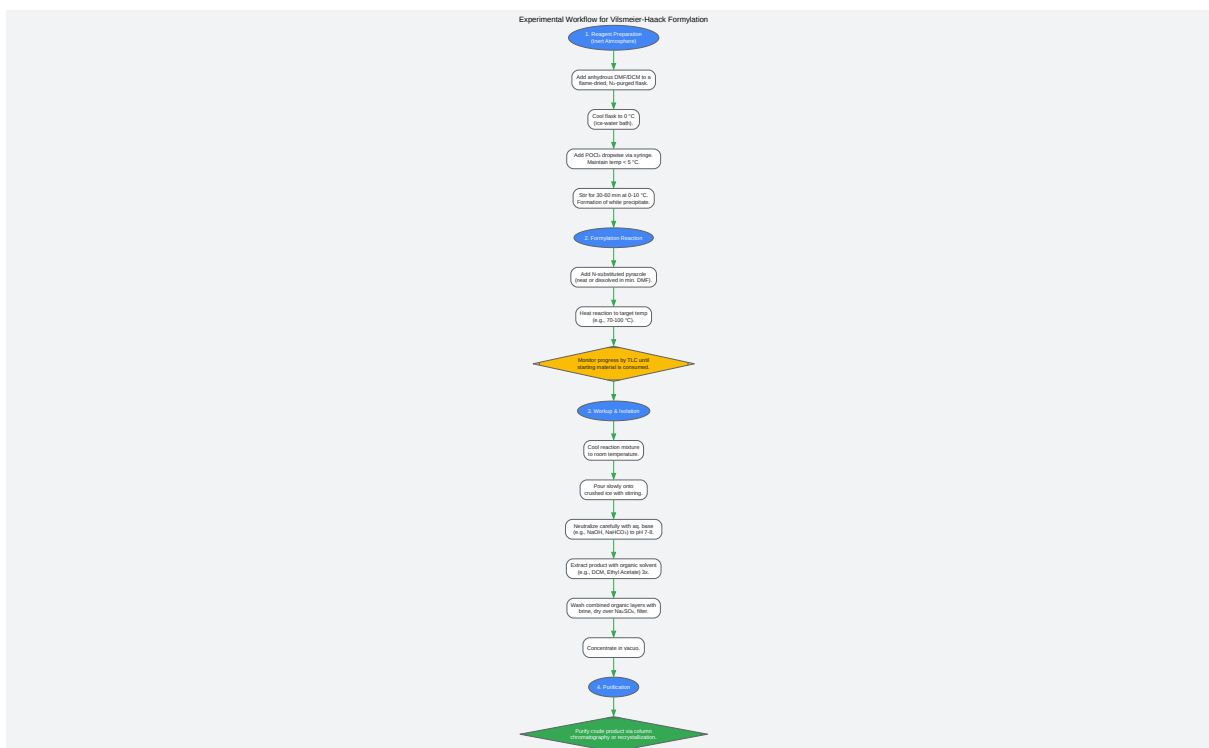 Experimental Workflow for Vilsmeier-Haack Formylation
1. Reagent Preparation
(Inert Atmosphere)
Add anhydrous DMF/DCM to a
flame-dried, N₂-purged flask.
Cool flask to 0 °C
(ice-water bath).
Add POCl₃ dropwise via syringe.
Maintain temp < 5 °C.
Stir for 30-60 min at 0-10 °C.
Formation of white precipitate.
2. Formylation Reaction
Add N-substituted pyrazole
(neat or dissolved in min. DMF).
Heat reaction to target temp
(e.g., 70-100 °C).
Monitor progress by TLC until
starting material is consumed.
3. Workup & Isolation
Cool reaction mixture
to room temperature.
Pour slowly onto
crushed ice with stirring.
Neutralize carefully with aq. base
(e.g., NaOH, NaHCO₃) to pH 7-8.
Extract product with organic solvent
(e.g., DCM, Ethyl Acetate) 3x.
Wash combined organic layers with
brine, dry over Na₂SO₄, filter.
Concentrate in vacuo.
4. Purification
Purify crude product via column
chromatography or recrystallization.